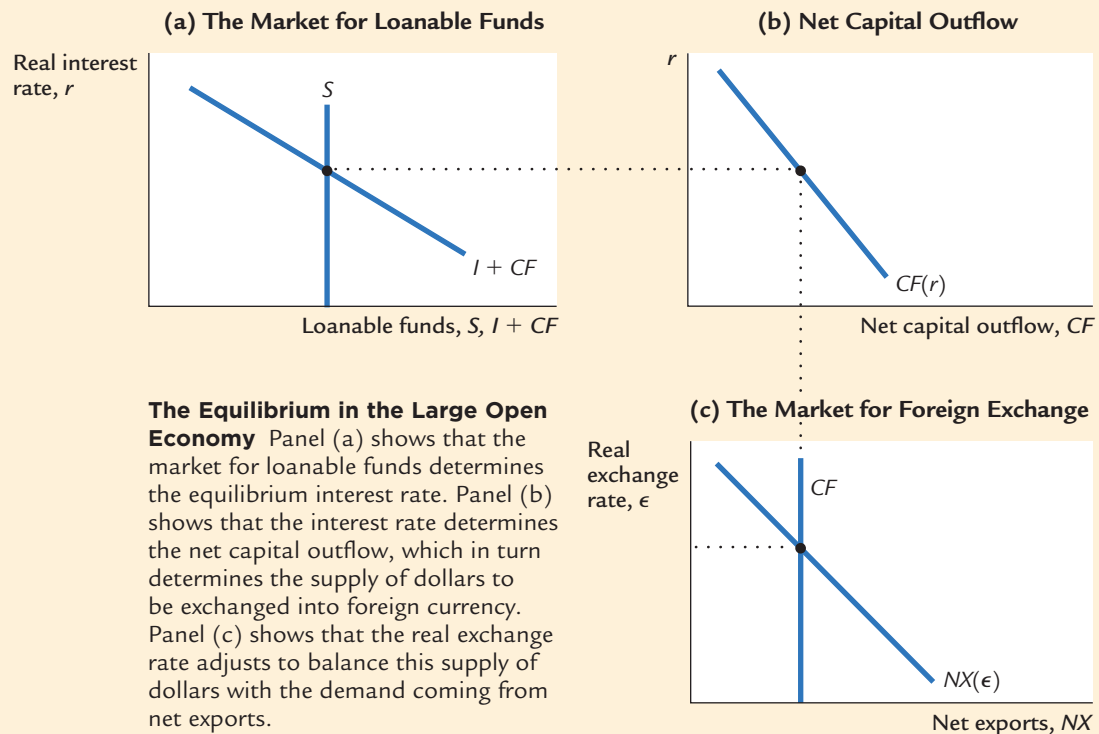 (a) The Market for Loanable Funds
Real interest
rate, r
S
I + CF
Loanable funds, S, I + CF
(b) Net Capital Outflow
r
CF(r)
Net capital outflow, CF
The Equilibrium in the Large Open
Economy Panel (a) shows that the
market for loanable funds determines
the equilibrium interest rate. Panel (b)
shows that the interest rate determines
the net capital outflow, which in turn
determines the supply of dollars to
be exchanged into foreign currency.
Panel (c) shows that the real exchange
rate adjusts to balance this supply of
dollars with the demand coming from
net exports.
(c) The Market for Foreign Exchange
Real
exchange
rate, ϵ
CF
NX(ϵ)
Net exports, NX